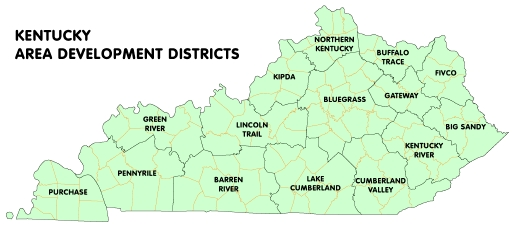 KENTUCKY
AREA DEVELOPMENT DISTRICTS
NORTHERN
KENTUCKY
BUFFALO
TRACE
FIVCO
KIPDA
GATEWAY
BLUEGRASS
GREEN
RIVER
LINCOLN
TRAIL
BIG SANDY
KENTUCKY
RIVER
PENNYRILE
BARREN
RIVER
LAKE
CUMBERLAND
CUMBERLAND
VALLEY
PURCHASE